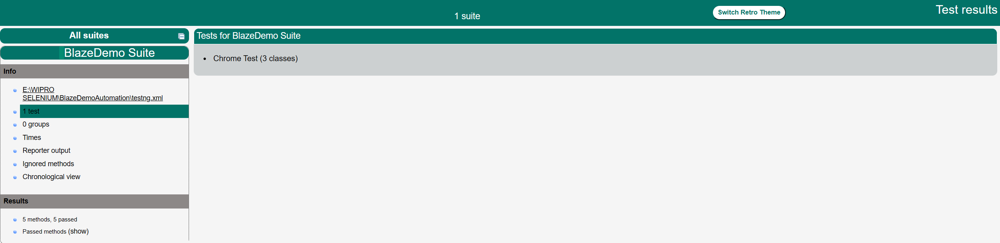 1 suite
Switch Retro Theme
Test results
All suites
BlazeDemo Suite
Info
E:\WIPRO
SELENIUM\BlazeDemoAutomation\testng.xml
1 test
0 groups
Times
Reporter output
Ignored methods
Chronological view
Results
5 methods, 5 passed
Passed methods (show)
Tests for BlazeDemo Suite
Chrome Test (3 classes)